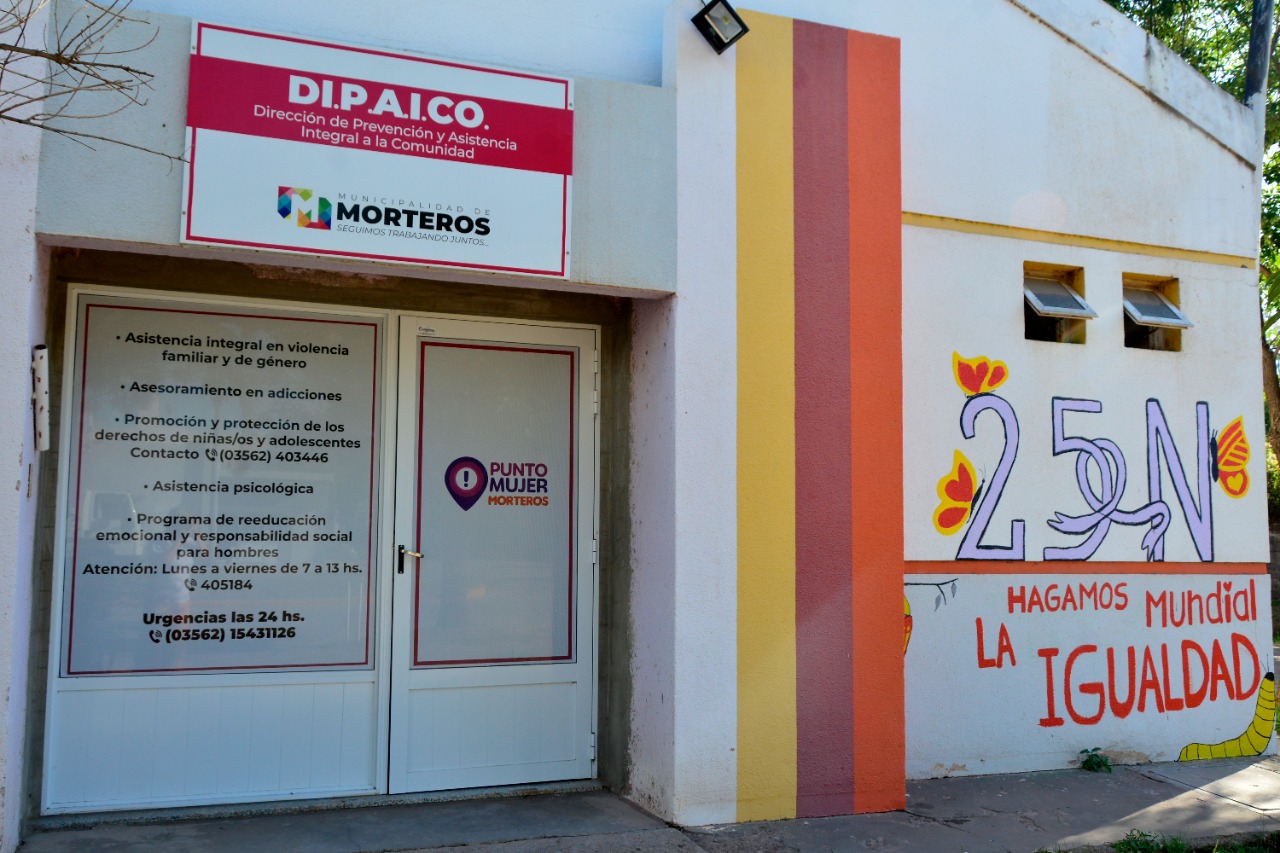 DI.P.A.I.CO.
Dirección de Prevención y Asistencia
Integral a la Comunidad
MUNICIPALIDAD DE
MORTEROS
SEGUIMOS TRABAJANDO JUNTOS...
• Asistencia integral en violencia
familiar y de género
• Asesoramiento en adicciones
• Promoción y protección de los
derechos de niñas/os y adolescentes
Contacto (03562) 403446
• Asistencia psicológica
• Programa de reeducación
emocional y responsabilidad social
para hombres
Atención: Lunes a viernes de 7 a 13 hs.
405184
Urgencias las 24 hs.
(03562) 15431126
PUNTO
MUJER
MORTEROS
25N
HAGAMOS MUNDIAL
LA IGUALDAD